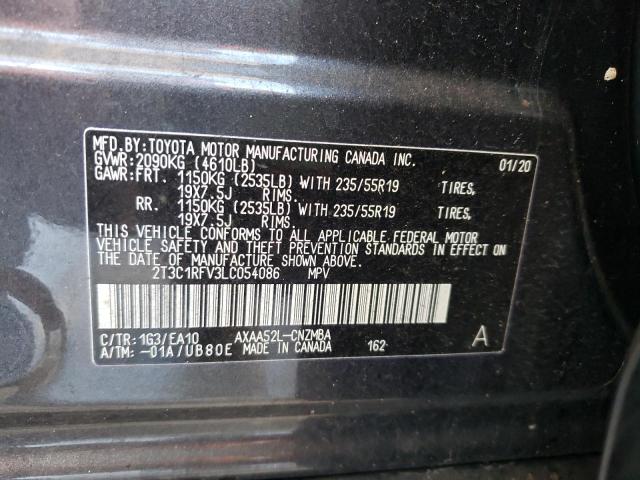 MFD.BY:TOYOTA MOTOR MANUFACTURING CANADA INC. 01/20
GVWR:2090KG (4610LB)
GAWR:FRT. 1150KG (2535LB) WITH 235/55R19 TIRES,
19X7.5J RIMS.
RR. 1150KG (2535LB) WITH 235/55R19 TIRES,
19X7.5J RIMS.
THIS VEHICLE CONFORMS TO ALL APPLICABLE FEDERAL MOTOR
VEHICLE SAFETY AND THEFT PREVENTION STANDARDS IN EFFECT ON
THE DATE OF MANUFACTURE SHOWN ABOVE.
2T3C1RFV3LC054086 MPV
C/TR:1G3/EA10 AXAA52L-CNZMBA A
A/TM:-01A/UB80E MADE IN CANADA 162